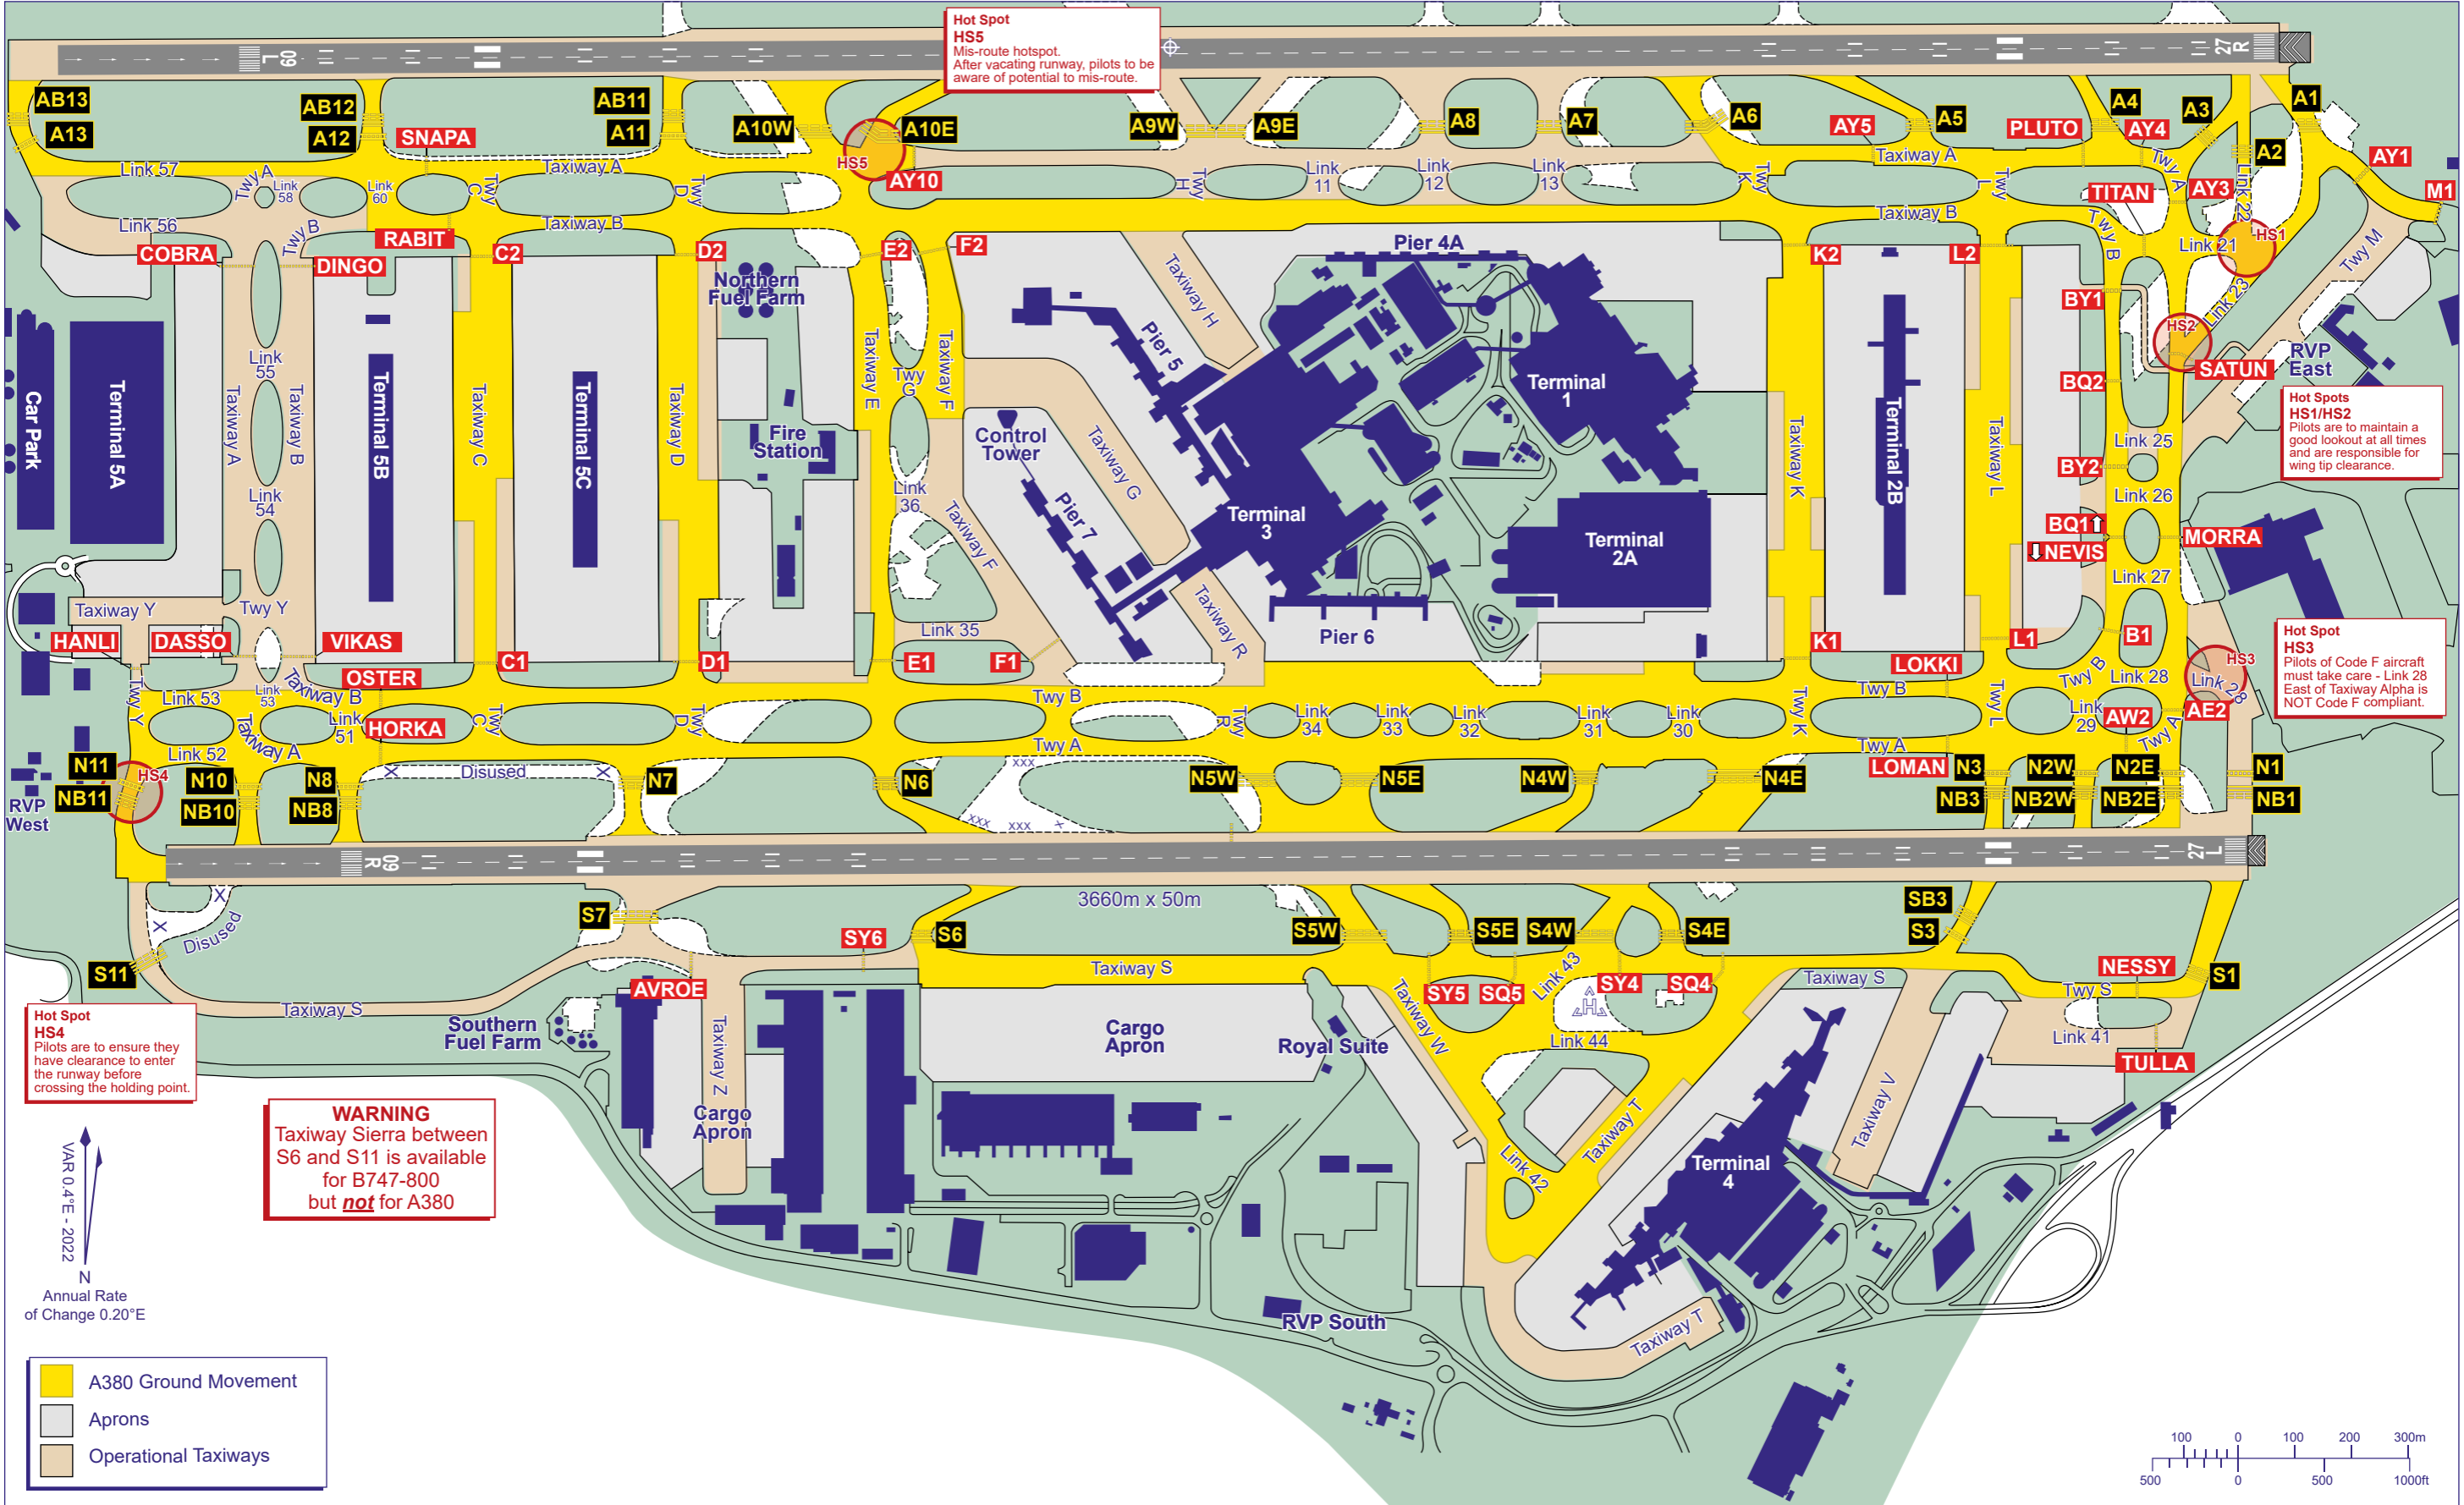 Hot Spot
HS5
Mis-route hotspot.
After vacating runway, pilots to be
aware of potential to mis-route.
09
L
27
R
AB13
A13
AB12
A12
SNAPA
AB11
A11
A10W
A10E
HS5
AY10
A9W
A9E
A8
A7
A6
AY5
A5
PLUTO
A4
AY4
A3
A1
A2
AY1
M1
Link 57
Twy A
Link
58
Link
60
Twy
C
Taxiway A
Twy
D
Twy
H
Link
11
Link
12
Link
13
Twy
K
Taxiway A
Twy
L
Twy A
TITAN
AY3
Link 22
HS1
Link 56
Twy B
COBRA
DINGO
RABIT
C2
Taxiway B
D2
E2
F2
Taxiway B
K2
L2
Twy B
Link 21
Twy M
Link 23
Northern
Fuel Farm
Taxiway H
Pier 4A
Pier 5
BY1
HS2
SATUN
RVP
East
BQ2
Hot Spots
HS1/HS2
Pilots are to maintain a
good lookout at all times
and are responsible for
wing tip clearance.
Car Park
Terminal 5A
Taxiway A
Link
55
Taxiway B
Link
54
Terminal 5B
Taxiway C
Terminal 5C
Taxiway D
Fire
Station
Taxiway E
Twy
G
Taxiway F
Link
36
Taxiway F
Control
Tower
Taxiway G
Pier 7
Terminal
1
Terminal
3
Terminal
2A
Taxiway K
Terminal 2B
Taxiway L
Link 25
BY2
Link 26
BQ1
NEVIS
MORRA
Link 27
Taxiway Y
Twy Y
HANLI
DASSO
VIKAS
OSTER
C1
D1
E1
F1
Link 35
Taxiway R
Pier 6
K1
LOKKI
L1
B1
Hot Spot
HS3
Pilots of Code F aircraft
must take care - Link 28
East of Taxiway Alpha is
NOT Code F compliant.
HS3
Twy Y
Link 53
Link
53
Taxiway B
Link
51
HORKA
Twy
C
Twy
D
Twy B
Twy
R
Link
34
Link
33
Link
32
Link
31
Link
30
Twy K
Twy B
Twy L
Twy B
Link 28
Link 28
Link
29
AW2
AE2
Twy A
Link 52
Taxiway A
Twy A
Twy A
LOMAN
N11
NB11
HS4
N10
NB10
N8
NB8
X
Disused
X
N7
N6
xxx
xxx
xxx
x
N5W
N5E
N4W
N4E
N3
NB3
N2W
NB2W
N2E
NB2E
N1
NB1
RVP
West
09
R
27
L
3660m x 50m
X
X
Disused
S11
S7
SY6
S6
S5W
S5E
S4W
S4E
SB3
S3
S1
Taxiway S
AVROE
Taxiway S
SY5
SQ5
Link 43
SY4
SQ4
H
Taxiway S
NESSY
Twy S
Link 41
TULLA
Hot Spot
HS4
Pilots are to ensure they
have clearance to enter
the runway before
crossing the holding point.
Southern
Fuel Farm
Taxiway Z
Cargo
Apron
Cargo
Apron
Royal Suite
Taxiway W
Link 44
Link 42
Taxiway T
Taxiway V
Terminal
4
Taxiway T
RVP South
WARNING
Taxiway Sierra between
S6 and S11 is available
for B747-800
but not for A380
VAR 0.4°E - 2022
N
Annual Rate
of Change 0.20°E
A380 Ground Movement
Aprons
Operational Taxiways
100 0 100 200 300m
500 0 500 1000ft